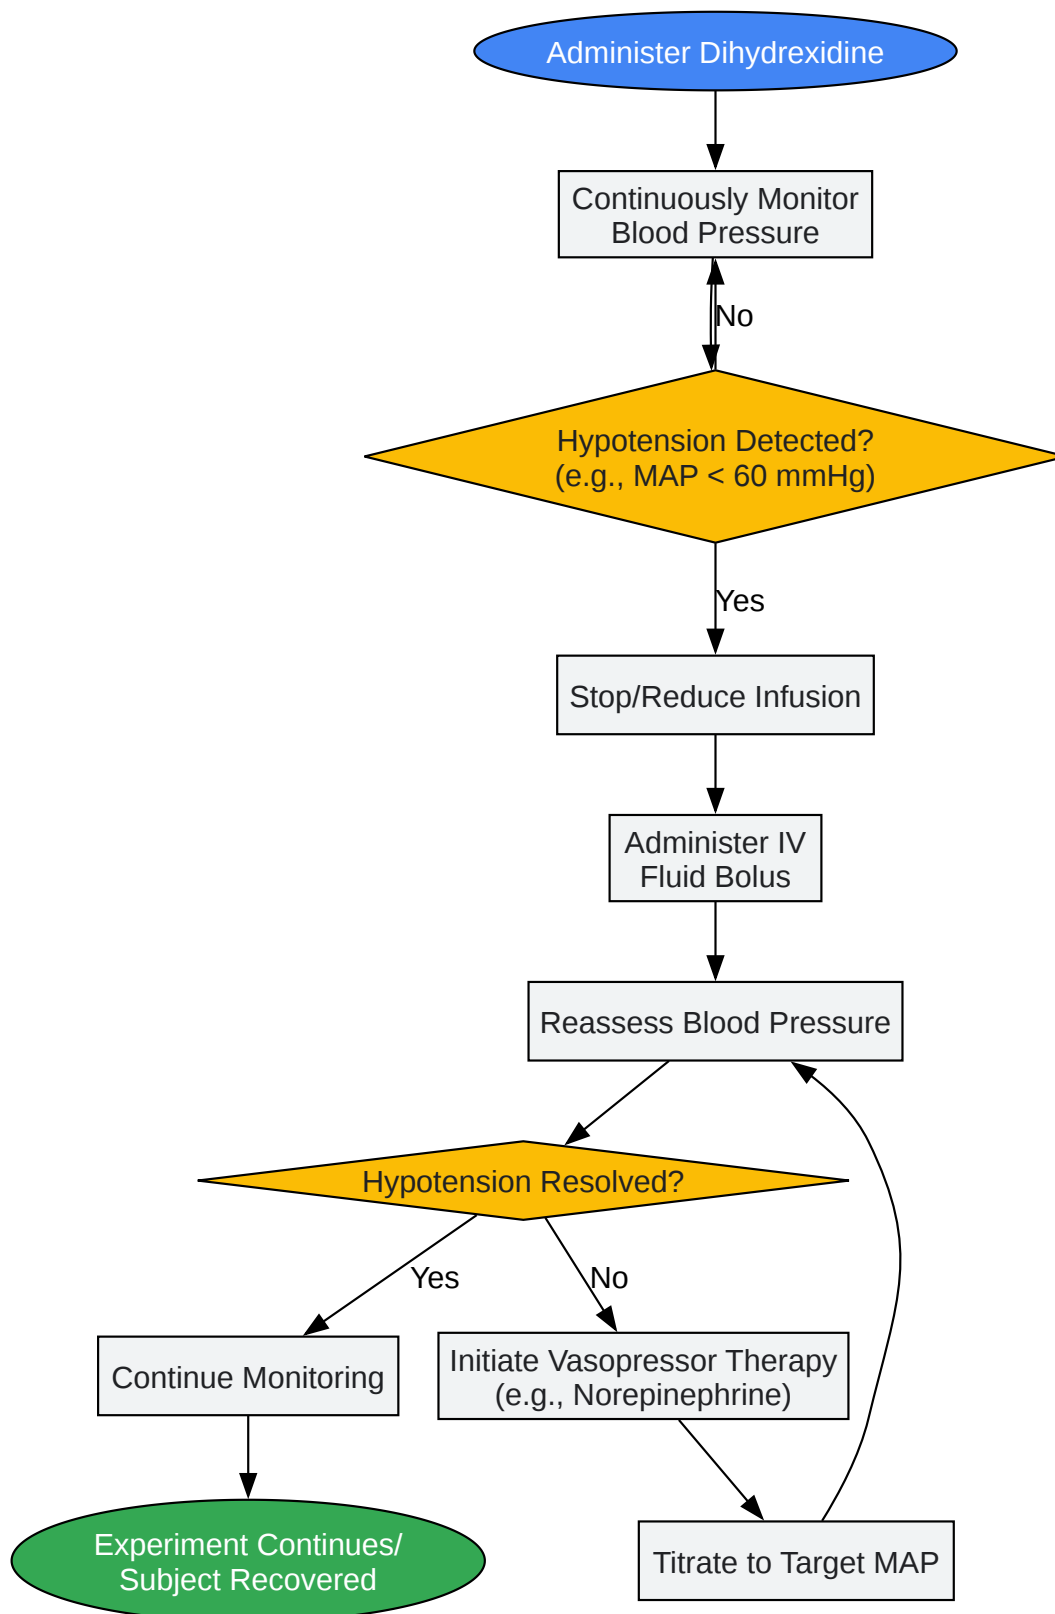 Administer Dihydrexidine
Continuously Monitor
Blood Pressure
No
Hypotension Detected?
(e.g., MAP < 60 mmHg)
Yes
Stop/Reduce Infusion
Administer IV
Fluid Bolus
Reassess Blood Pressure
Hypotension Resolved?
Yes
No
Continue Monitoring
Initiate Vasopressor Therapy
(e.g., Norepinephrine)
Experiment Continues/
Subject Recovered
Titrate to Target MAP